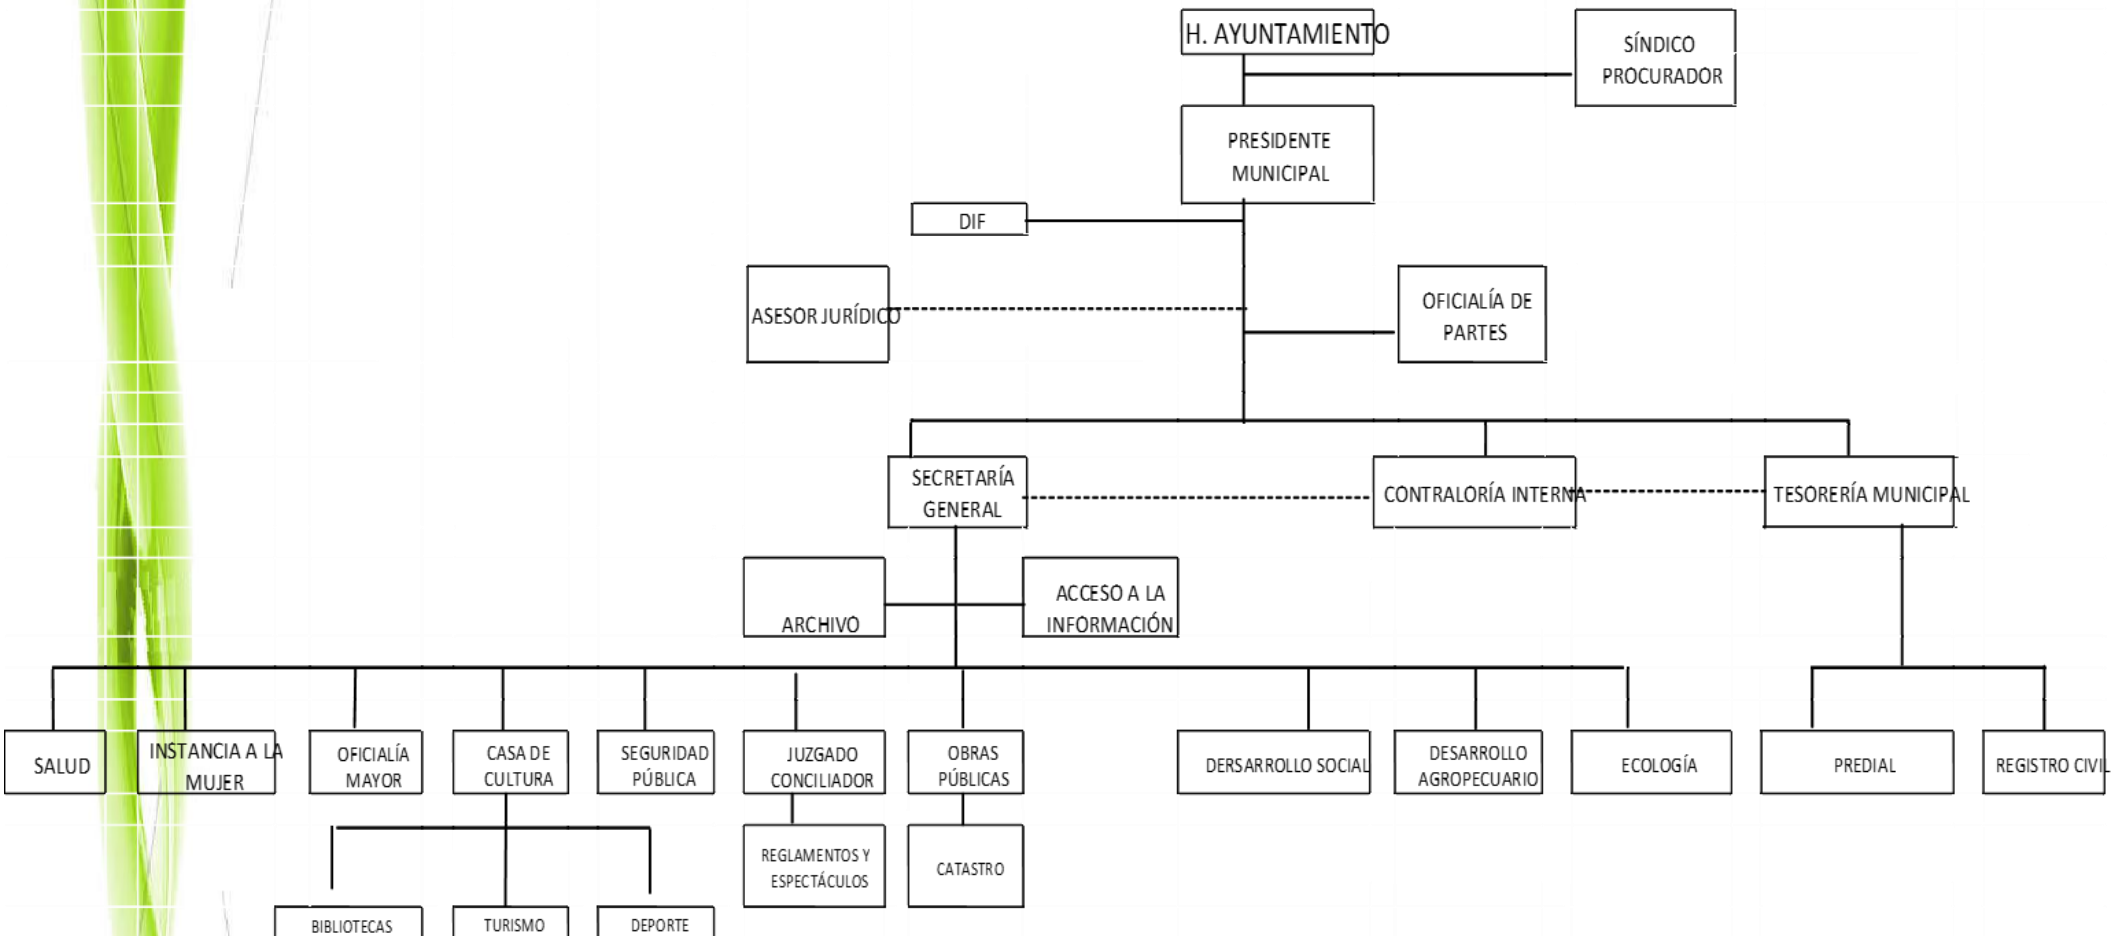 H. AYUNTAMIENTO
SÍNDICO
PROCURADOR
PRESIDENTE
MUNICIPAL
DIF
ASESOR JURÍDICO
OFICIALÍA DE
PARTES
SECRETARÍA
GENERAL
CONTRALORÍA INTERNA
TESORERÍA MUNICIPAL
ARCHIVO
ACCESO A LA
INFORMACIÓN
SALUD
INSTANCIA A LA
MUJER
OFICIALÍA
MAYOR
CASA DE
CULTURA
SEGURIDAD
PÚBLICA
JUZGADO
CONCILIADOR
OBRAS
PÚBLICAS
DERSARROLLO SOCIAL
DESARROLLO
AGROPECUARIO
ECOLOGÍA
PREDIAL
REGISTRO CIVIL
REGLAMENTOS Y
ESPECTÁCULOS
CATASTRO
BIBLIOTECAS
TURISMO
DEPORTE